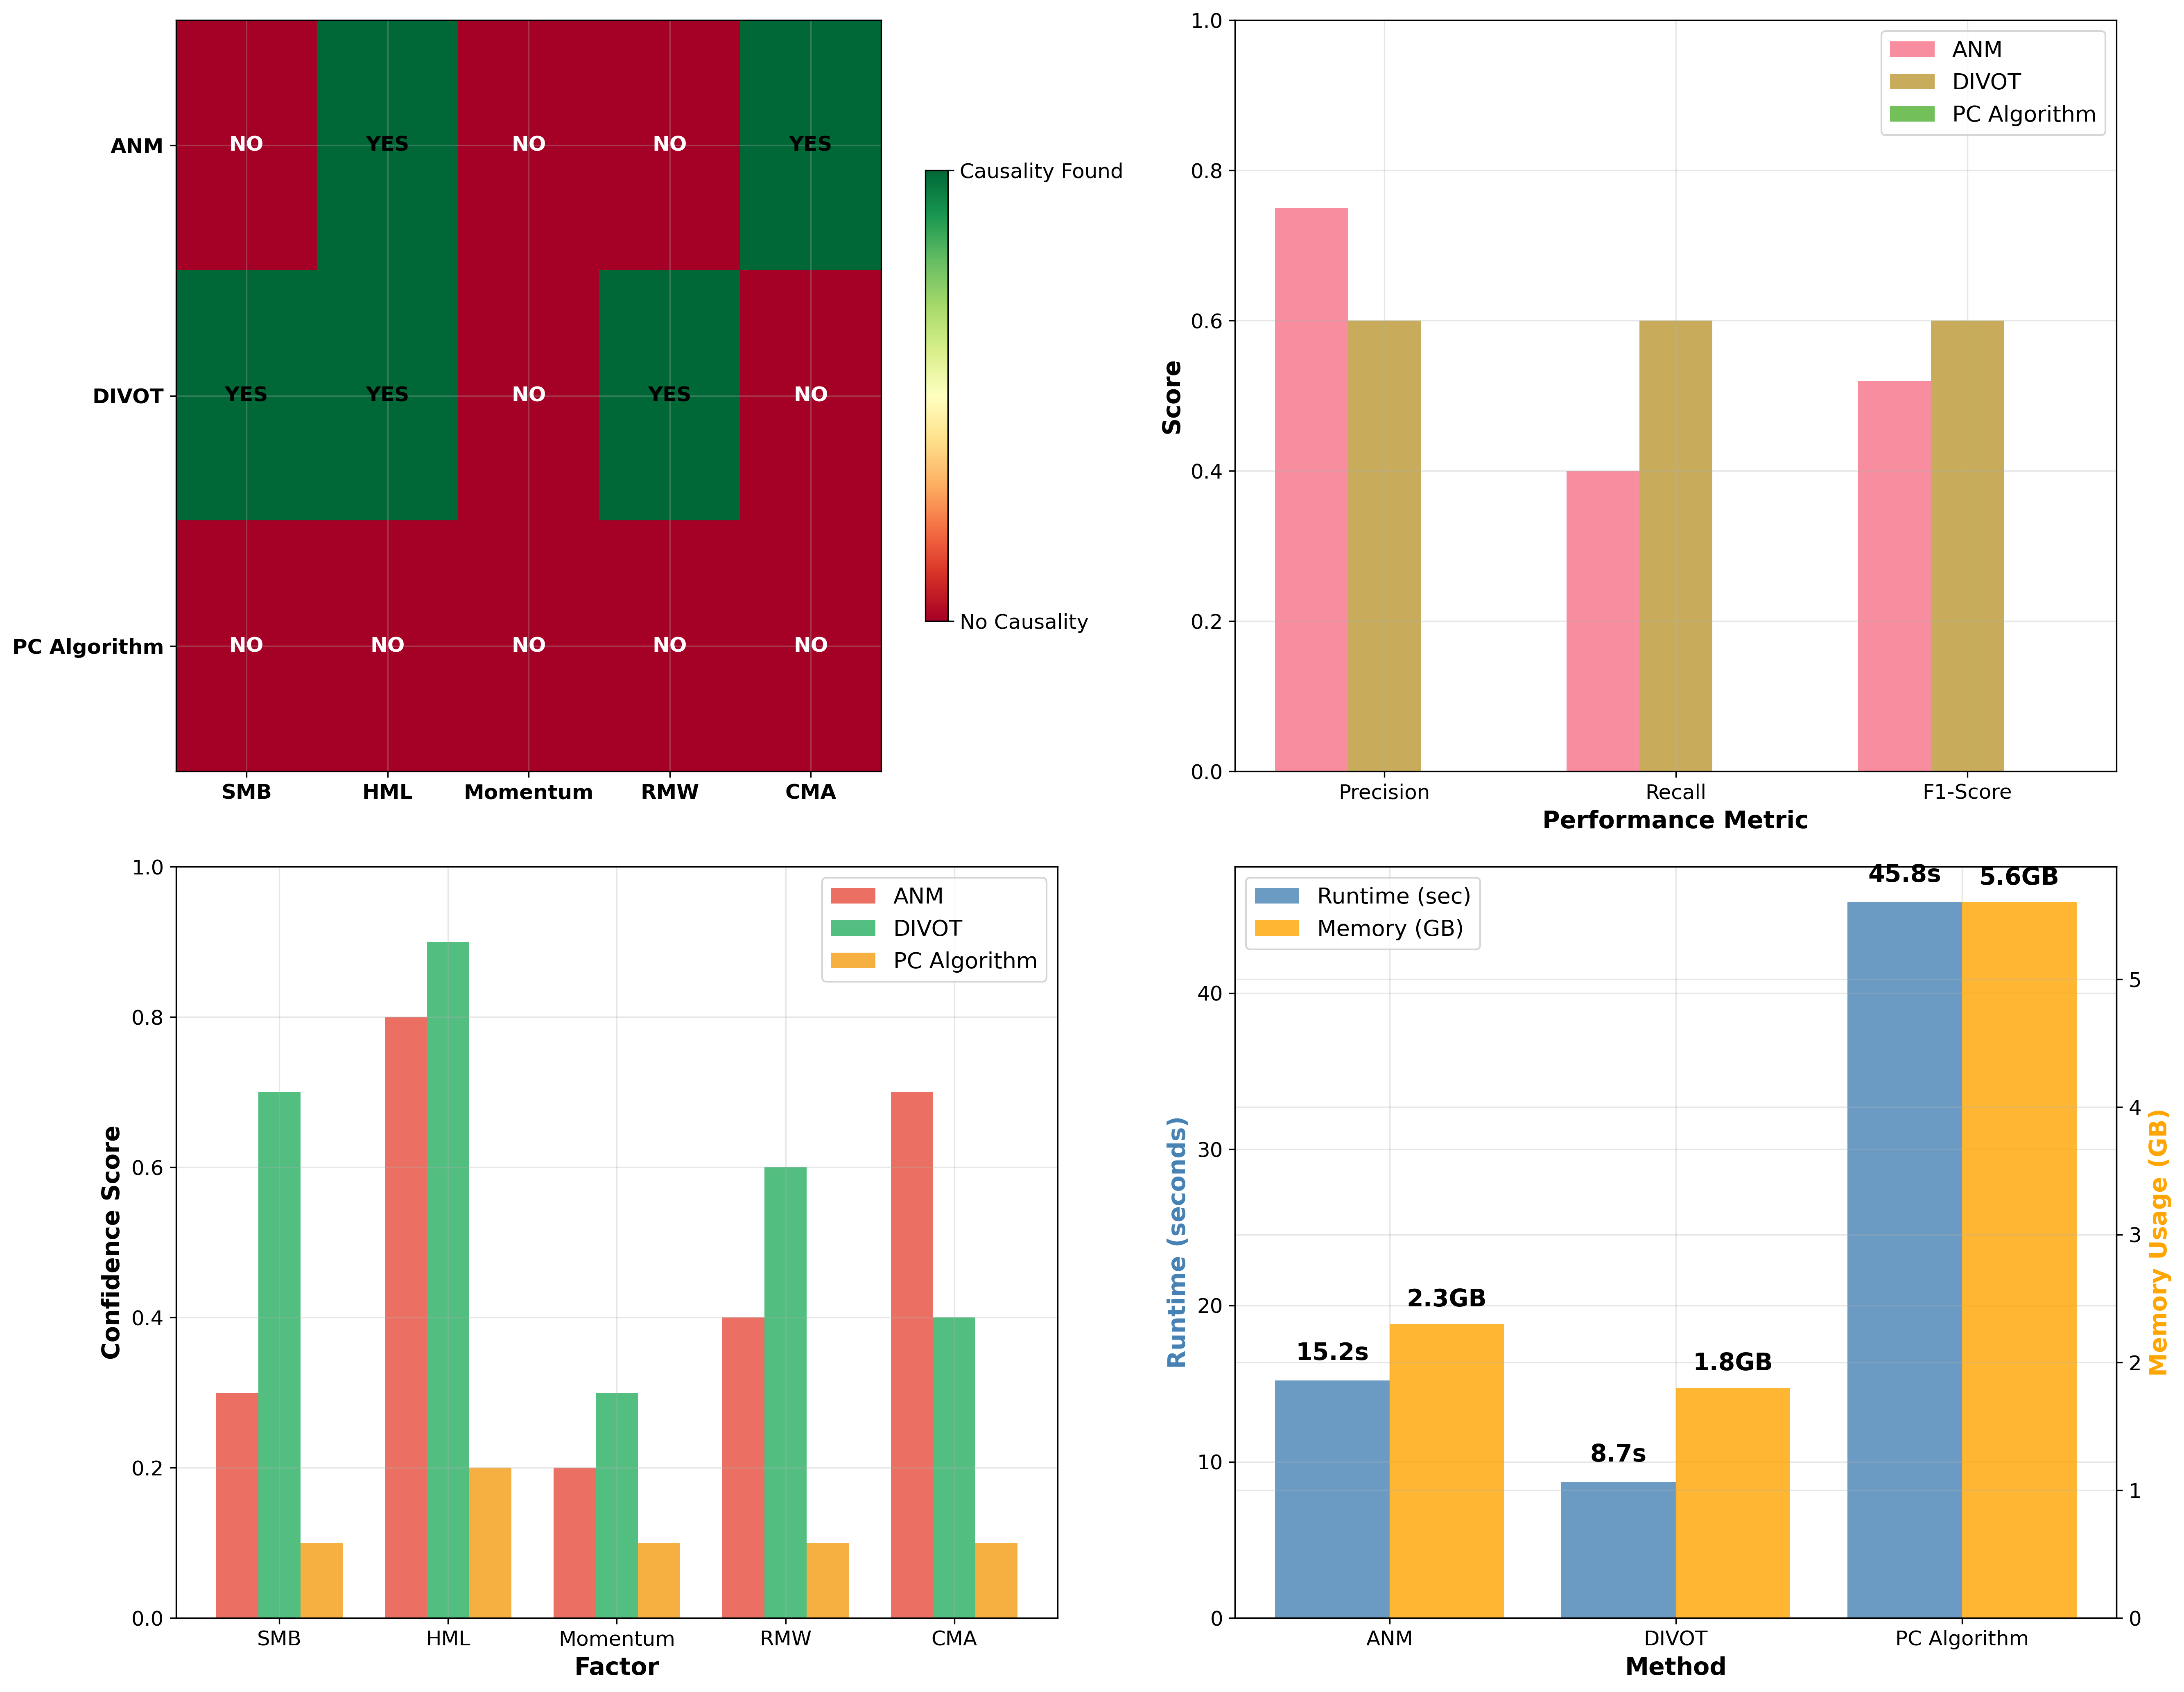 ANM
DIVOT
PC Algorithm
NO YES NO NO YES
YES YES NO YES NO
NO NO NO NO NO
SMB HML Momentum RMW CMA
Causality Found
No Causality
1.0
0.8
0.6
0.4
0.2
0.0
Score
ANM
DIVOT
PC Algorithm
Precision Recall F1-Score
Performance Metric
1.0
0.8
0.6
0.4
0.2
0.0
Confidence Score
ANM
DIVOT
PC Algorithm
SMB HML Momentum RMW CMA
Factor
40
30
20
10
0
Runtime (seconds)
Runtime (sec)
Memory (GB)
15.2s
2.3GB
8.7s
1.8GB
45.8s
5.6GB
5
4
3
2
1
0
Memory Usage (GB)
ANM DIVOT PC Algorithm
Method